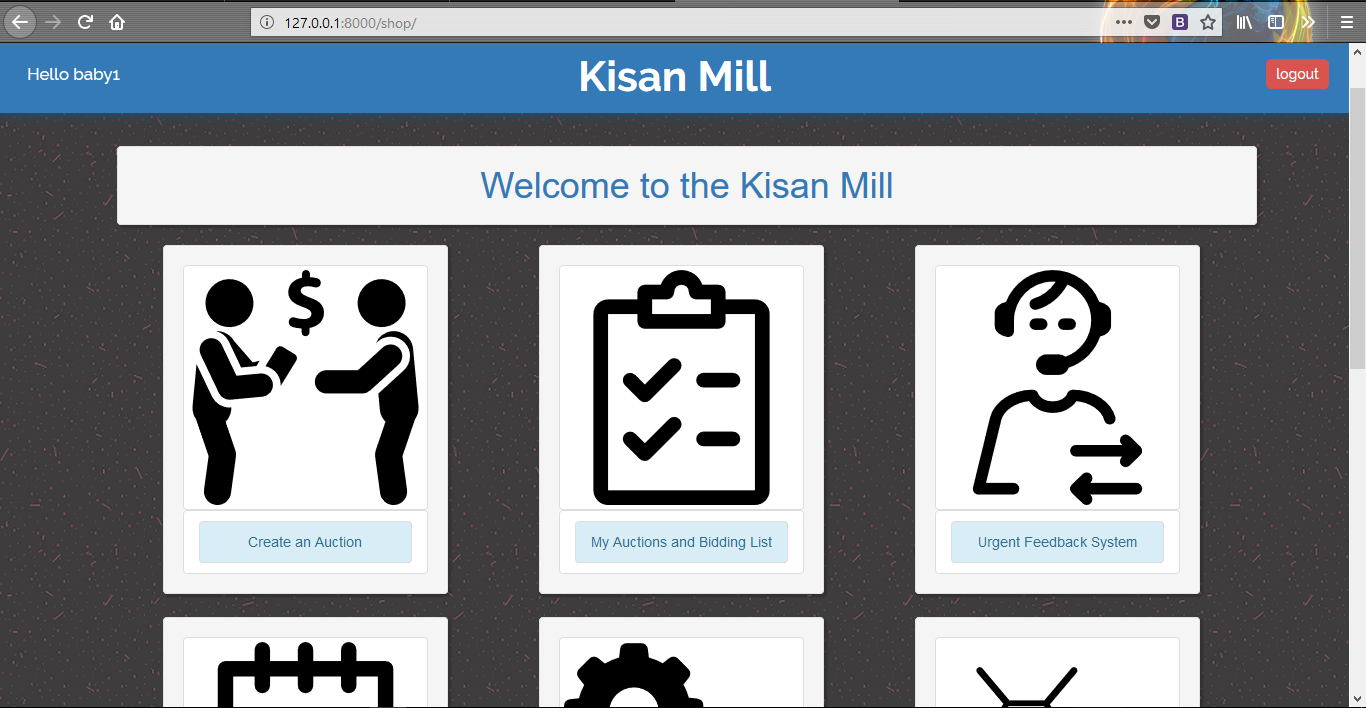 127.0.0.1:8000/shop/
B
Hello baby1
Kisan Mill
logout
Welcome to the Kisan Mill
$
Create an Auction
My Auctions and Bidding List
Urgent Feedback System